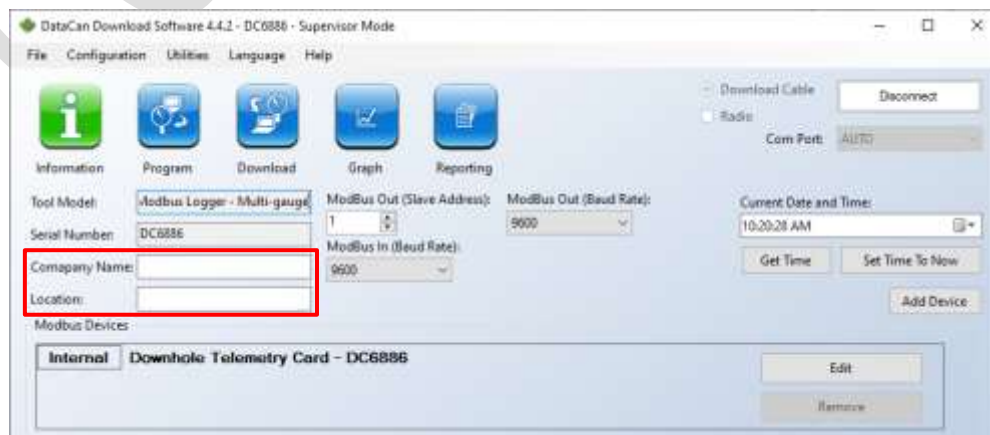 DataCan Download Software 4.4.2 - DC6886 - Supervisor Mode
File Configuration Utilities Language Help
Download Cable
Radio
Disconnect
Com Port: AUTO
Information Program Download Graph Reporting
Tool Model: Modbus Logger - Multi-gauge
Serial Number: DC6886
Comapany Name:
Location:
ModBus Out (Slave Address):
1
ModBus In (Baud Rate):
9600
ModBus Out (Baud Rate):
9600
Current Date and Time:
10:20:28 AM
Get Time Set Time To Now
Add Device
Modbus Devices
Internal Downhole Telemetry Card - DC6886
Edit
Remove